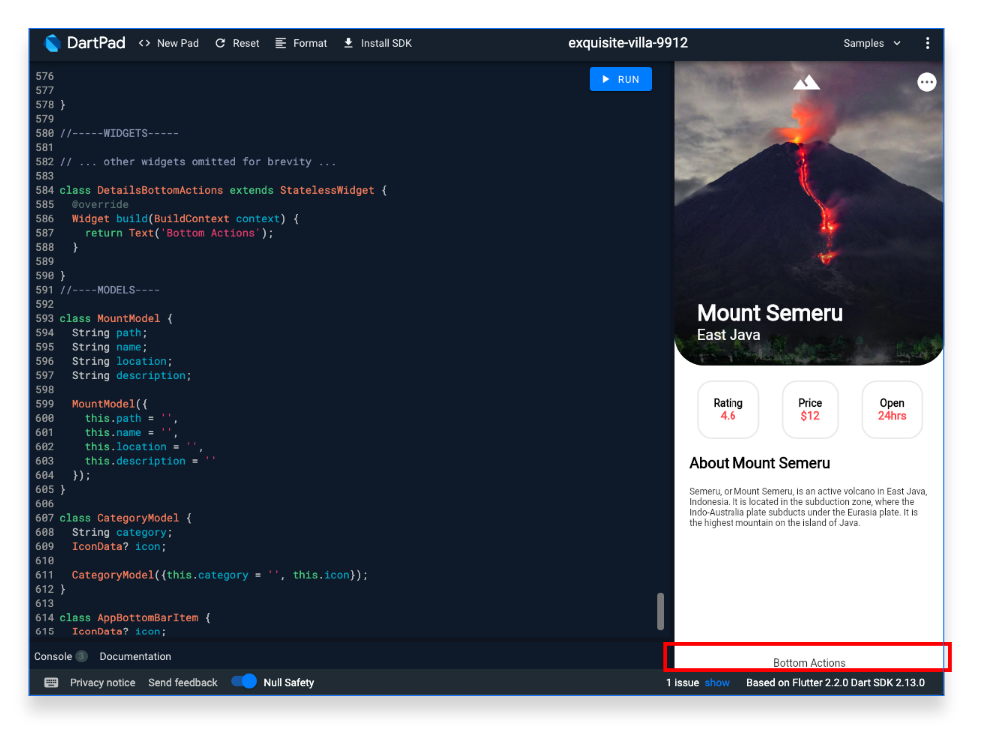 DartPad <> New Pad Reset Format Install SDK exquisite-villa-9912 Samples
RUN
576
577
578 }
579
580 //-----WIDGETS-----
581
582 // ... other widgets omitted for brevity ...
583
584 class DetailsBottomActions extends StatelessWidget {
585 @override
586 Widget build(BuildContext context) {
587 return Text('Bottom Actions');
588 }
589
590 }
591 //----MODELS----
592
593 class MountModel {
594 String path;
595 String name;
596 String location;
597 String description;
598
599 MountModel({
600 this.path = '',
601 this.name = '',
602 this.location = '',
603 this.description = ''
604 });
605 }
606
607 class CategoryModel {
608 String category;
609 IconData? icon;
610
611 CategoryModel({this.category = '', this.icon});
612 }
613
614 class AppBottomBarItem {
615 IconData? icon;
Mount Semeru
East Java
Rating Price Open
4.6 $12 24hrs
About Mount Semeru
Semeru, or Mount Semeru, is an active volcano in East Java,
Indonesia. It is located in the subduction zone, where the
Indo-Australia plate subducts under the Eurasia plate. It is
the highest mountain on the island of Java.
Bottom Actions
Console 3 Documentation
Privacy notice Send feedback Null Safety 1 issue show Based on Flutter 2.2.0 Dart SDK 2.13.0